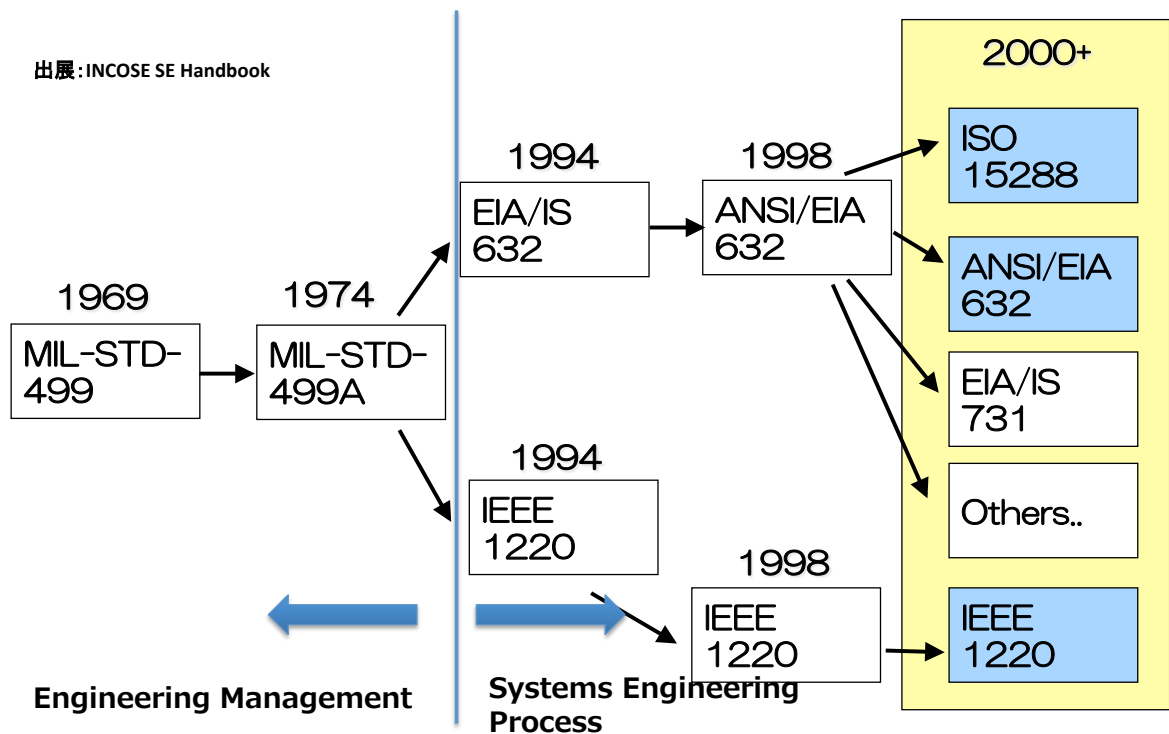 出展：INCOSE SE Handbook
2000+
1969
MIL-STD-
499
1974
MIL-STD-
499A
1994
EIA/IS
632
1998
ANSI/EIA
632
1994
IEEE
1220
1998
IEEE
1220
ISO
15288
ANSI/EIA
632
EIA/IS
731
Others..
IEEE
1220
Engineering Management
Systems Engineering
Process